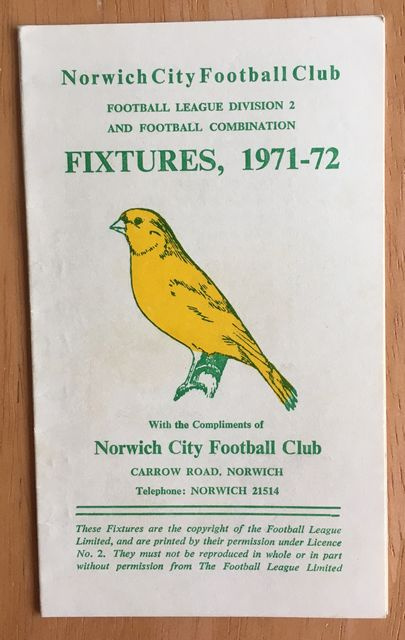 Norwich City Football Club
FOOTBALL LEAGUE DIVISION 2
AND FOOTBALL COMBINATION
FIXTURES, 1971-72
With the Compliments of
Norwich City Football Club
CARROW ROAD, NORWICH
Telephone: NORWICH 21514
These Fixtures are the copyright of the Football League
Limited, and are printed by their permission under Licence
No. 2. They must not be reproduced in whole or in part
without permission from The Football League Limited